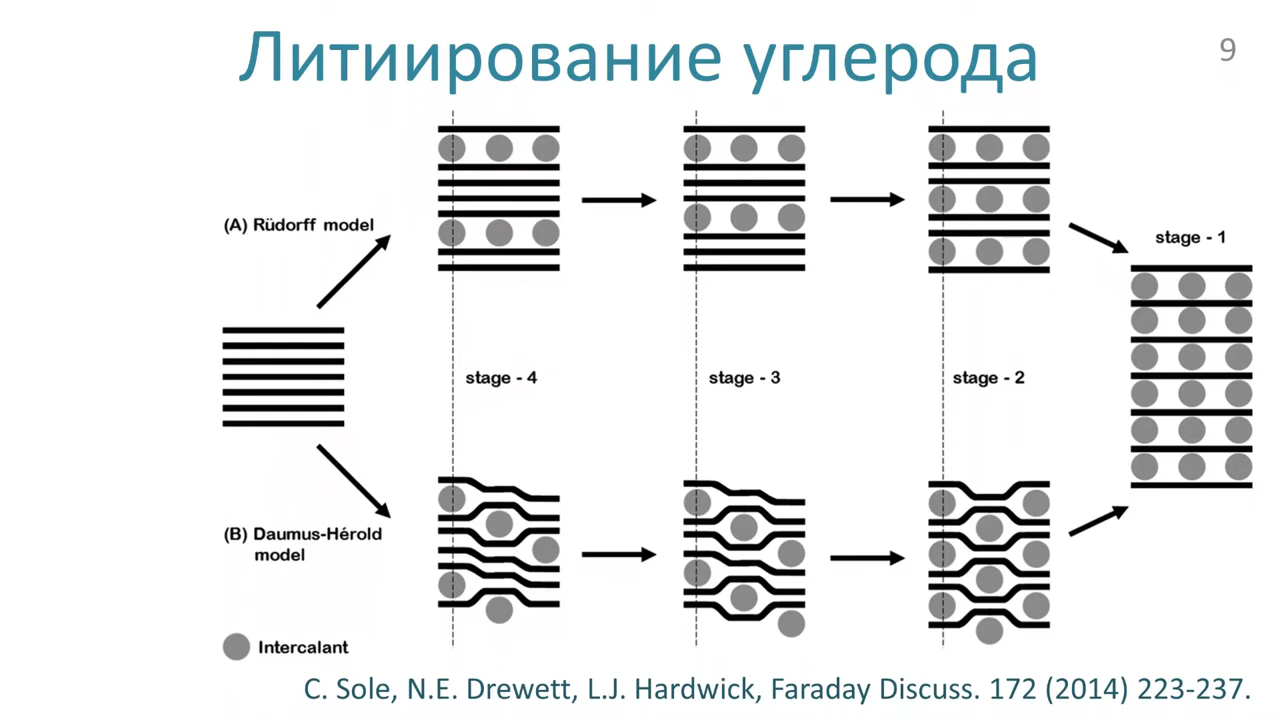 Литиирование углерода
9
(A) Rüdorff model
stage - 1
stage - 4
stage - 3
stage - 2
(B) Daumus-Hérold
model
Intercalant
C. Sole, N.E. Drewett, L.J. Hardwick, Faraday Discuss. 172 (2014) 223-237.